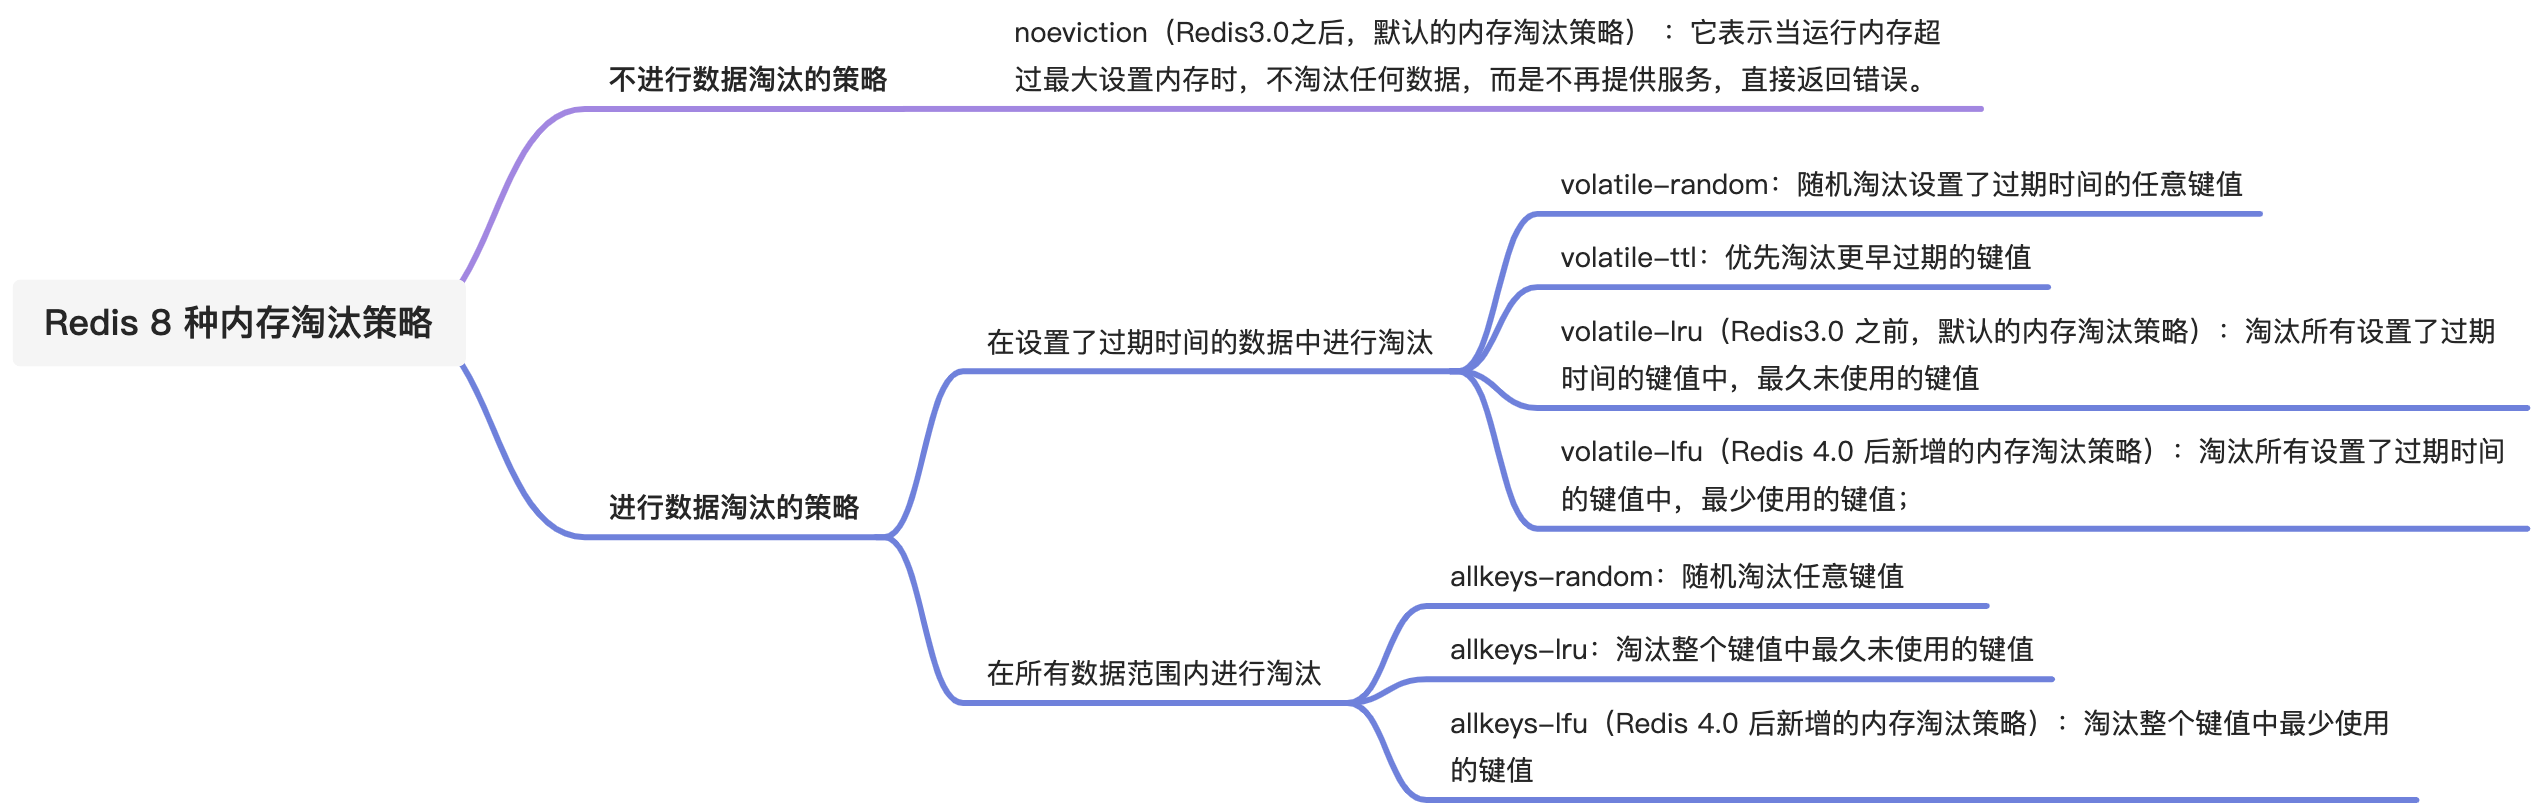 noeviction（Redis3.0之后，默认的内存淘汰策略） ：它表示当运行内存超
过最大设置内存时，不淘汰任何数据，而是不再提供服务，直接返回错误。
不进行数据淘汰的策略
volatile-random：随机淘汰设置了过期时间的任意键值
volatile-ttl：优先淘汰更早过期的键值
volatile-lru（Redis3.0 之前，默认的内存淘汰策略）：淘汰所有设置了过期
时间的键值中，最久未使用的键值
volatile-lfu（Redis 4.0 后新增的内存淘汰策略）：淘汰所有设置了过期时间
的键值中，最少使用的键值；
在设置了过期时间的数据中进行淘汰
Redis 8 种内存淘汰策略
进行数据淘汰的策略
allkeys-random：随机淘汰任意键值
allkeys-lru：淘汰整个键值中最久未使用的键值
allkeys-lfu（Redis 4.0 后新增的内存淘汰策略）：淘汰整个键值中最少使用
的键值
在所有数据范围内进行淘汰